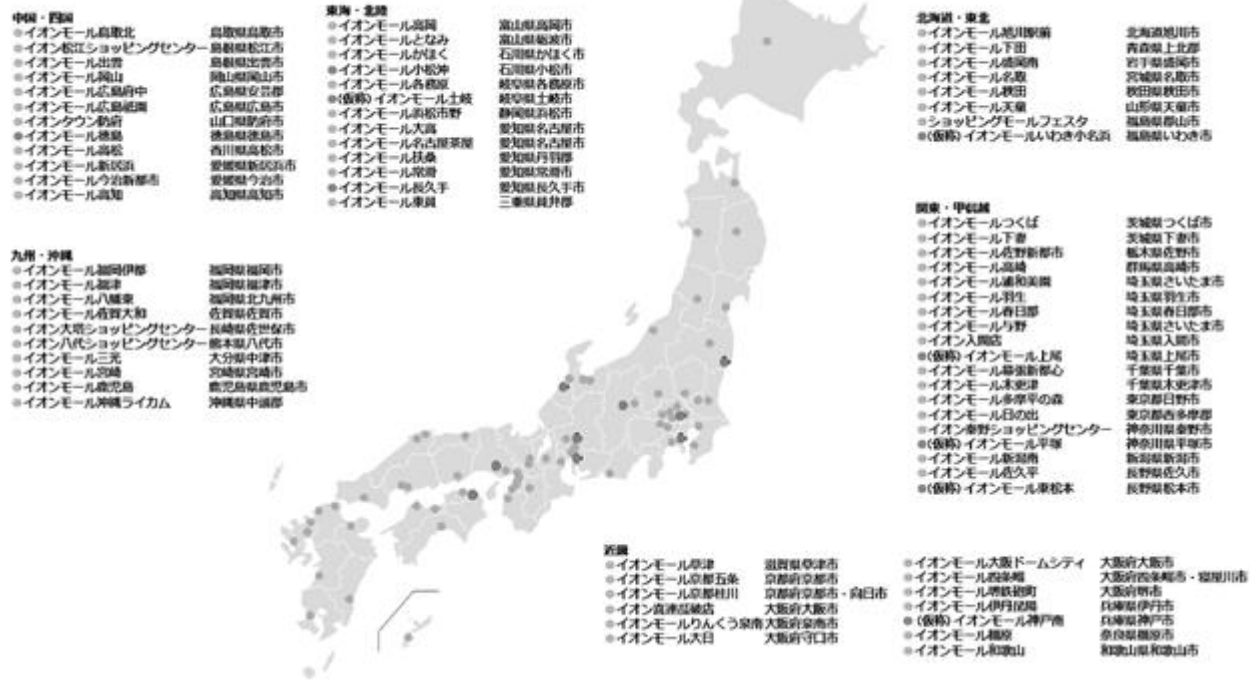 中国・四国
イオンモール鳥取北 鳥取県鳥取市
イオン松江ショッピングセンター 島根県松江市
イオンモール出雲 島根県出雲市
イオンモール岡山 岡山県岡山市
イオンモール広島府中 広島県安芸郡
イオンモール広島祇園 広島県広島市
イオンタウン防府 山口県防府市
イオンモール徳島 徳島県徳島市
イオンモール高松 香川県高松市
イオンモール新居浜 愛媛県新居浜市
イオンモール今治新都市 愛媛県今治市
イオンモール高知 高知県高知市
東海・北陸
イオンモール高岡 富山県高岡市
イオンモールとなみ 富山県砺波市
イオンモールかほく 石川県かほく市
イオンモール小松沖 石川県小松市
イオンモール各務原 岐阜県各務原市
(仮称)イオンモール土岐 岐阜県土岐市
イオンモール浜松市野 静岡県浜松市
イオンモール大高 愛知県名古屋市
イオンモール名古屋茶屋 愛知県名古屋市
イオンモール扶桑 愛知県丹羽郡
イオンモール常滑 愛知県常滑市
イオンモール長久手 愛知県長久手市
イオンモール東員 三重県員弁郡
北海道・東北
イオンモール旭川駅前 北海道旭川市
イオンモール下田 青森県上北郡
イオンモール盛岡南 岩手県盛岡市
イオンモール名取 宮城県名取市
イオンモール秋田 秋田県秋田市
イオンモール天童 山形県天童市
ショッピングモールフェスタ 福島県郡山市
(仮称)イオンモールいわき小名浜 福島県いわき市
九州・沖縄
イオンモール福岡伊都 福岡県福岡市
イオンモール福津 福岡県福津市
イオンモール八幡東 福岡県北九州市
イオンモール佐賀大和 佐賀県佐賀市
イオン大塔ショッピングセンター 長崎県佐世保市
イオン八代ショッピングセンター 熊本県八代市
イオンモール三光 大分県中津市
イオンモール宮崎 宮崎県宮崎市
イオンモール鹿児島 鹿児島県鹿児島市
イオンモール沖縄ライカム 沖縄県中頭郡
関東・甲信越
イオンモールつくば 茨城県つくば市
イオンモール下妻 茨城県下妻市
イオンモール佐野新都市 栃木県佐野市
イオンモール高崎 群馬県高崎市
イオンモール浦和美園 埼玉県さいたま市
イオンモール羽生 埼玉県羽生市
イオンモール春日部 埼玉県春日部市
イオンモール与野 埼玉県さいたま市
イオン入間店 埼玉県入間市
(仮称)イオンモール上尾 埼玉県上尾市
イオンモール幕張新都心 千葉県千葉市
イオンモール木更津 千葉県木更津市
イオンモール多摩平の森 東京都日野市
イオンモール日の出 東京都西多摩郡
イオン秦野ショッピングセンター 神奈川県秦野市
(仮称)イオンモール平塚 神奈川県平塚市
イオンモール新潟南 新潟県新潟市
イオンモール佐久平 長野県佐久市
(仮称)イオンモール東松本 長野県松本市
近畿
イオンモール草津 滋賀県草津市
イオンモール京都五条 京都府京都市
イオンモール京都桂川 京都府京都市・向日市
イオン喜連瓜破店 大阪府大阪市
イオンモールりんくう泉南 大阪府泉南市
イオンモール大日 大阪府守口市
イオンモール大阪ドームシティ 大阪府大阪市
イオンモール四条畷 大阪府四条畷市・寝屋川市
イオンモール堺鉄砲町 大阪府堺市
イオンモール伊丹昆陽 兵庫県伊丹市
(仮称)イオンモール神戸南 兵庫県神戸市
イオンモール橿原 奈良県橿原市
イオンモール和歌山 和歌山県和歌山市